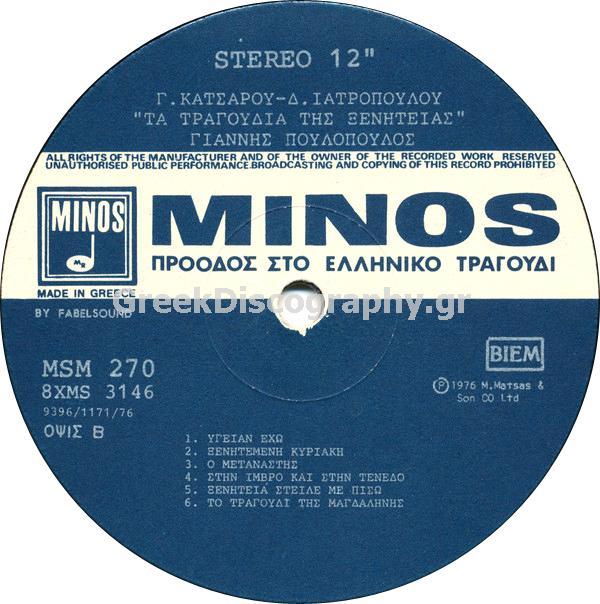 STEREO 12"
Γ.ΚΑΤΣΑΡΟΥ-Δ.ΙΑΤΡΟΠΟΥΛΟΥ
"ΤΑ ΤΡΑΓΟΥΔΙΑ ΤΗΣ ΞΕΝΗΤΕΙΑΣ"
ΓΙΑΝΝΗΣ ΠΟΥΛΟΠΟΥΛΟΣ
ALL RIGHTS OF THE MANUFACTURER AND OF THE OWNER OF THE RECORDED WORK RESERVED
UNAUTHORISED PUBLIC PERFORMANCE.BROADCASTING AND COPYING OF THIS RECORD PROHIBITED
MINOS
MINOS
ΠΡΟΟΔΟΣ ΣΤΟ ΕΛΛΗΝΙΚΟ ΤΡΑΓΟΥΔΙ
MADE IN GREECE
GreekDiscography.gr
BY FABELSOUND
MSM 270
8XMS 3146
9396/1171/76
ΟΨΙΣ Β
BIEM
Ⓟ 1976 M.Matsas &
Son CO Ltd
1. ΥΓΕΙΑΝ ΕΧΩ
2. ΞΕΝΗΤΕΜΕΝΗ ΚΥΡΙΑΚΗ
3. Ο ΜΕΤΑΝΑΣΤΗΣ
4. ΣΤΗΝ ΙΜΒΡΟ ΚΑΙ ΣΤΗΝ ΤΕΝΕΔΟ
5. ΞΕΝΗΤΕΙΑ ΣΤΕΙΛΕ ΜΕ ΠΙΣΩ
6. ΤΟ ΤΡΑΓΟΥΔΙ ΤΗΣ ΜΑΓΔΑΛΗΝΗΣ